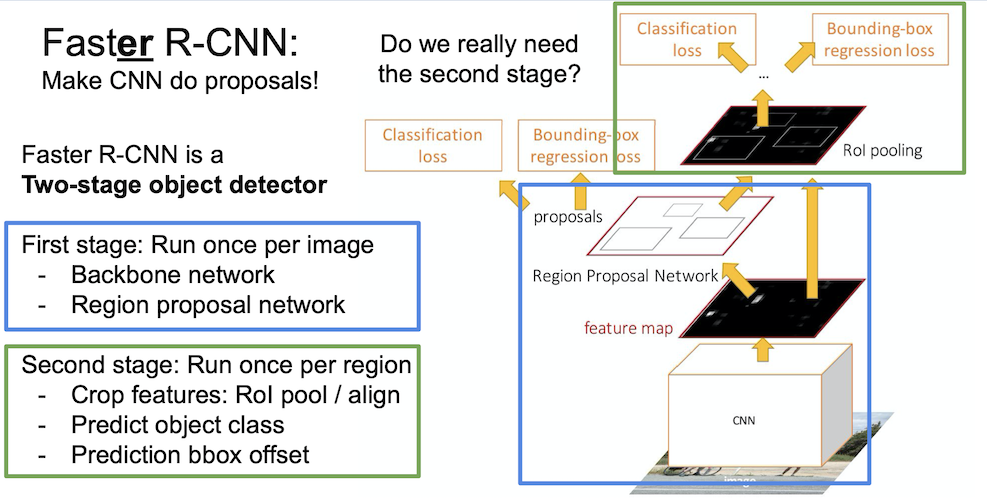 Faster R-CNN:
Make CNN do proposals!
Faster R-CNN is a
Two-stage object detector
First stage: Run once per image
- Backbone network
- Region proposal network
Second stage: Run once per region
- Crop features: RoI pool / align
- Predict object class
- Prediction bbox offset
Do we really need
the second stage?
Classification
loss
Bounding-box
regression loss
...
RoI pooling
Classification
loss
Bounding-box
regression loss
proposals
Region Proposal Network
feature map
CNN
image